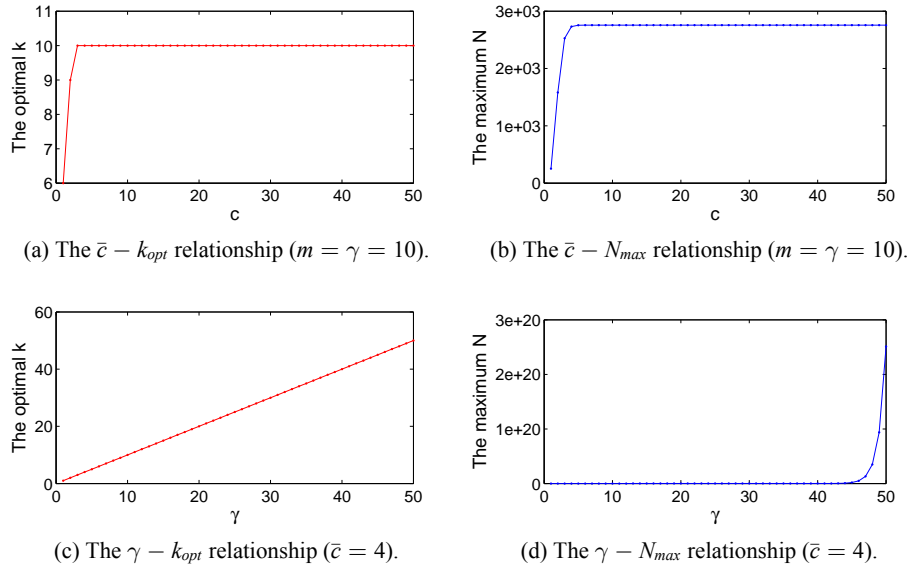 The optimal k
11
10
9
8
7
6
0
10
20
30
40
50
c
(a) The c̄ − k_opt relationship (m = γ = 10).
The maximum N
3e+03
2e+03
1e+03
0
0
10
20
30
40
50
c
(b) The c̄ − N_max relationship (m = γ = 10).
The optimal k
60
40
20
0
0
10
20
30
40
50
γ
(c) The γ − k_opt relationship (c̄ = 4).
The maximum N
3e+20
2e+20
1e+20
0
0
10
20
30
40
50
γ
(d) The γ − N_max relationship (c̄ = 4).